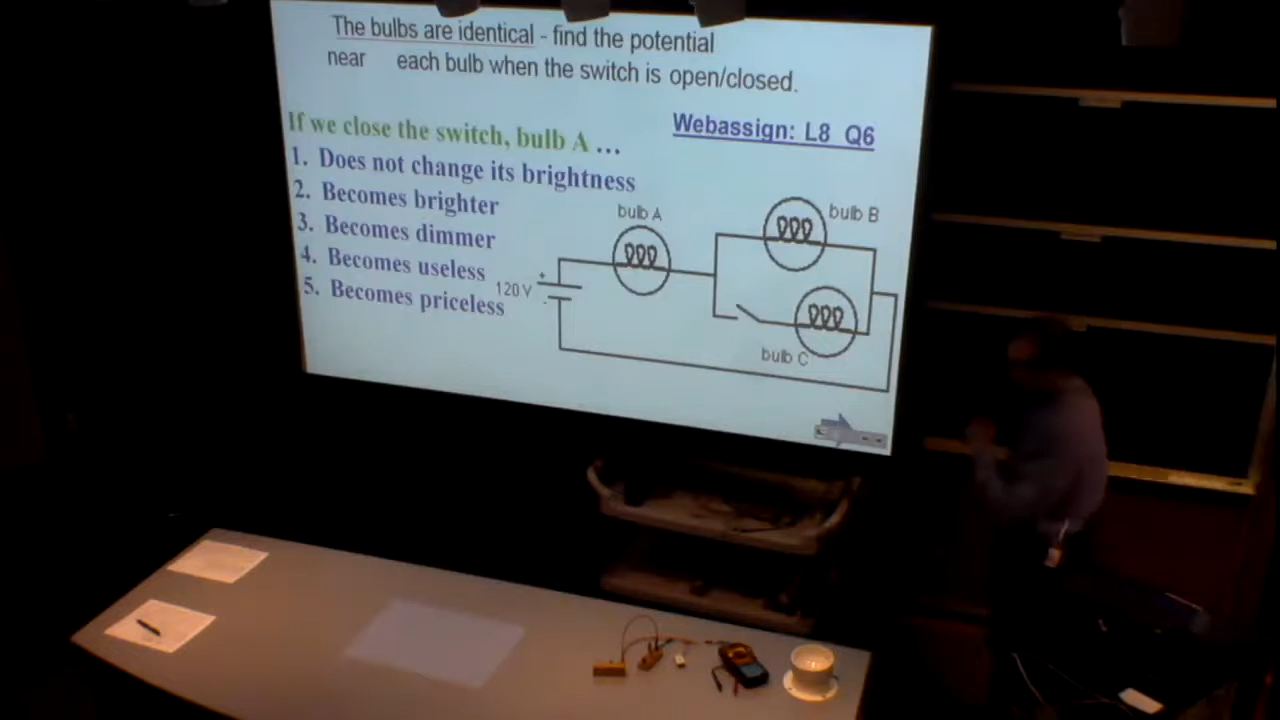 The bulbs are identical - find the potential
near each bulb when the switch is open/closed.
If we close the switch, bulb A ...
Webassign: L8 Q6
1. Does not change its brightness
2. Becomes brighter
3. Becomes dimmer
4. Becomes useless
5. Becomes priceless
bulb A
bulb B
+
120 V
-
bulb C